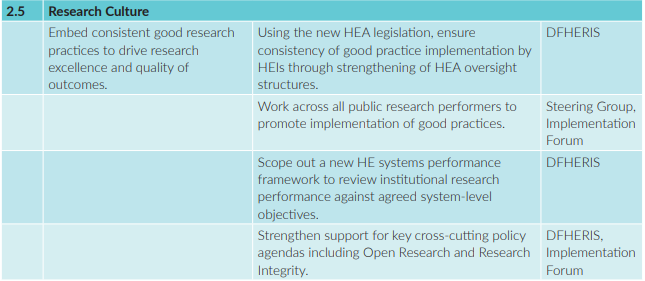 2.5 Research Culture
Embed consistent good research
practices to drive research
excellence and quality of
outcomes.
Using the new HEA legislation, ensure
consistency of good practice implementation by
HEIs through strengthening of HEA oversight
structures.
DFHERIS
Work across all public research performers to
promote implementation of good practices.
Steering Group,
Implementation
Forum
Scope out a new HE systems performance
framework to review institutional research
performance against agreed system-level
objectives.
DFHERIS
Strengthen support for key cross-cutting policy
agendas including Open Research and Research
Integrity.
DFHERIS,
Implementation
Forum